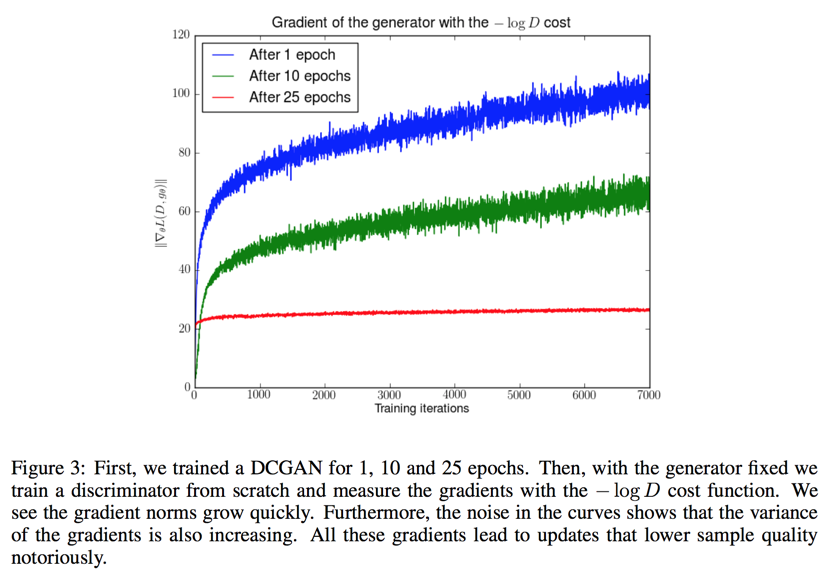 Gradient of the generator with the − log D cost
120
After 1 epoch
After 10 epochs
After 25 epochs
100
80
60
40
20
0
‖∇θL(D, gθ)‖
0 1000 2000 3000 4000 5000 6000 7000
Training iterations
Figure 3: First, we trained a DCGAN for 1, 10 and 25 epochs. Then, with the generator fixed we
train a discriminator from scratch and measure the gradients with the − log D cost function. We
see the gradient norms grow quickly. Furthermore, the noise in the curves shows that the variance
of the gradients is also increasing. All these gradients lead to updates that lower sample quality
notoriously.